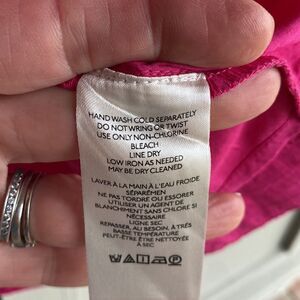 HAND WASH COLD SEPARATELY
DO NOT WRING OR TWIST
USE ONLY NON-CHLORINE
BLEACH
LINE DRY
LOW IRON AS NEEDED
MAY BE DRY CLEANED
LAVER À LA MAIN À L'EAU FROIDE
SÉPARÉMEN
NE PAS TORDRE OU ESSORER
UTILISER UN AGENT DE
BLANCHIMENT SANS CHLORE SI
NÉCESSAIRE
LIGNE SEC
REPASSER, AU BESOIN, À
BASSE TEMPÉRATURE
PEUT-ÊTRE ÊTRE NETTOYÉE
À SEC